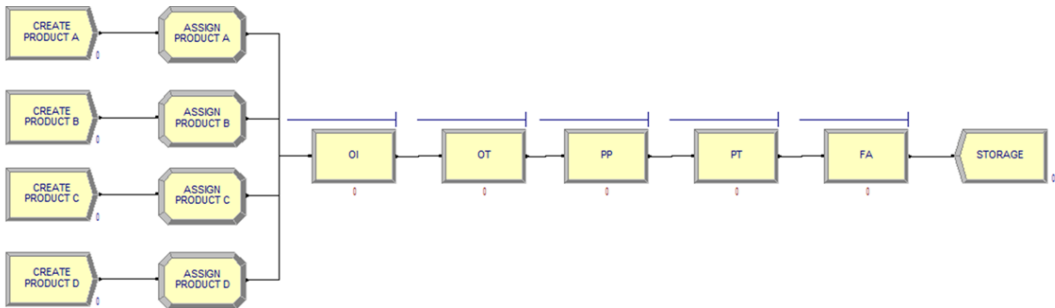 CREATE
PRODUCT A
0
ASSIGN
PRODUCT A
CREATE
PRODUCT B
0
ASSIGN
PRODUCT B
CREATE
PRODUCT C
0
ASSIGN
PRODUCT C
CREATE
PRODUCT D
0
ASSIGN
PRODUCT D
OI
0
OT
0
PP
0
PT
0
FA
0
STORAGE
0